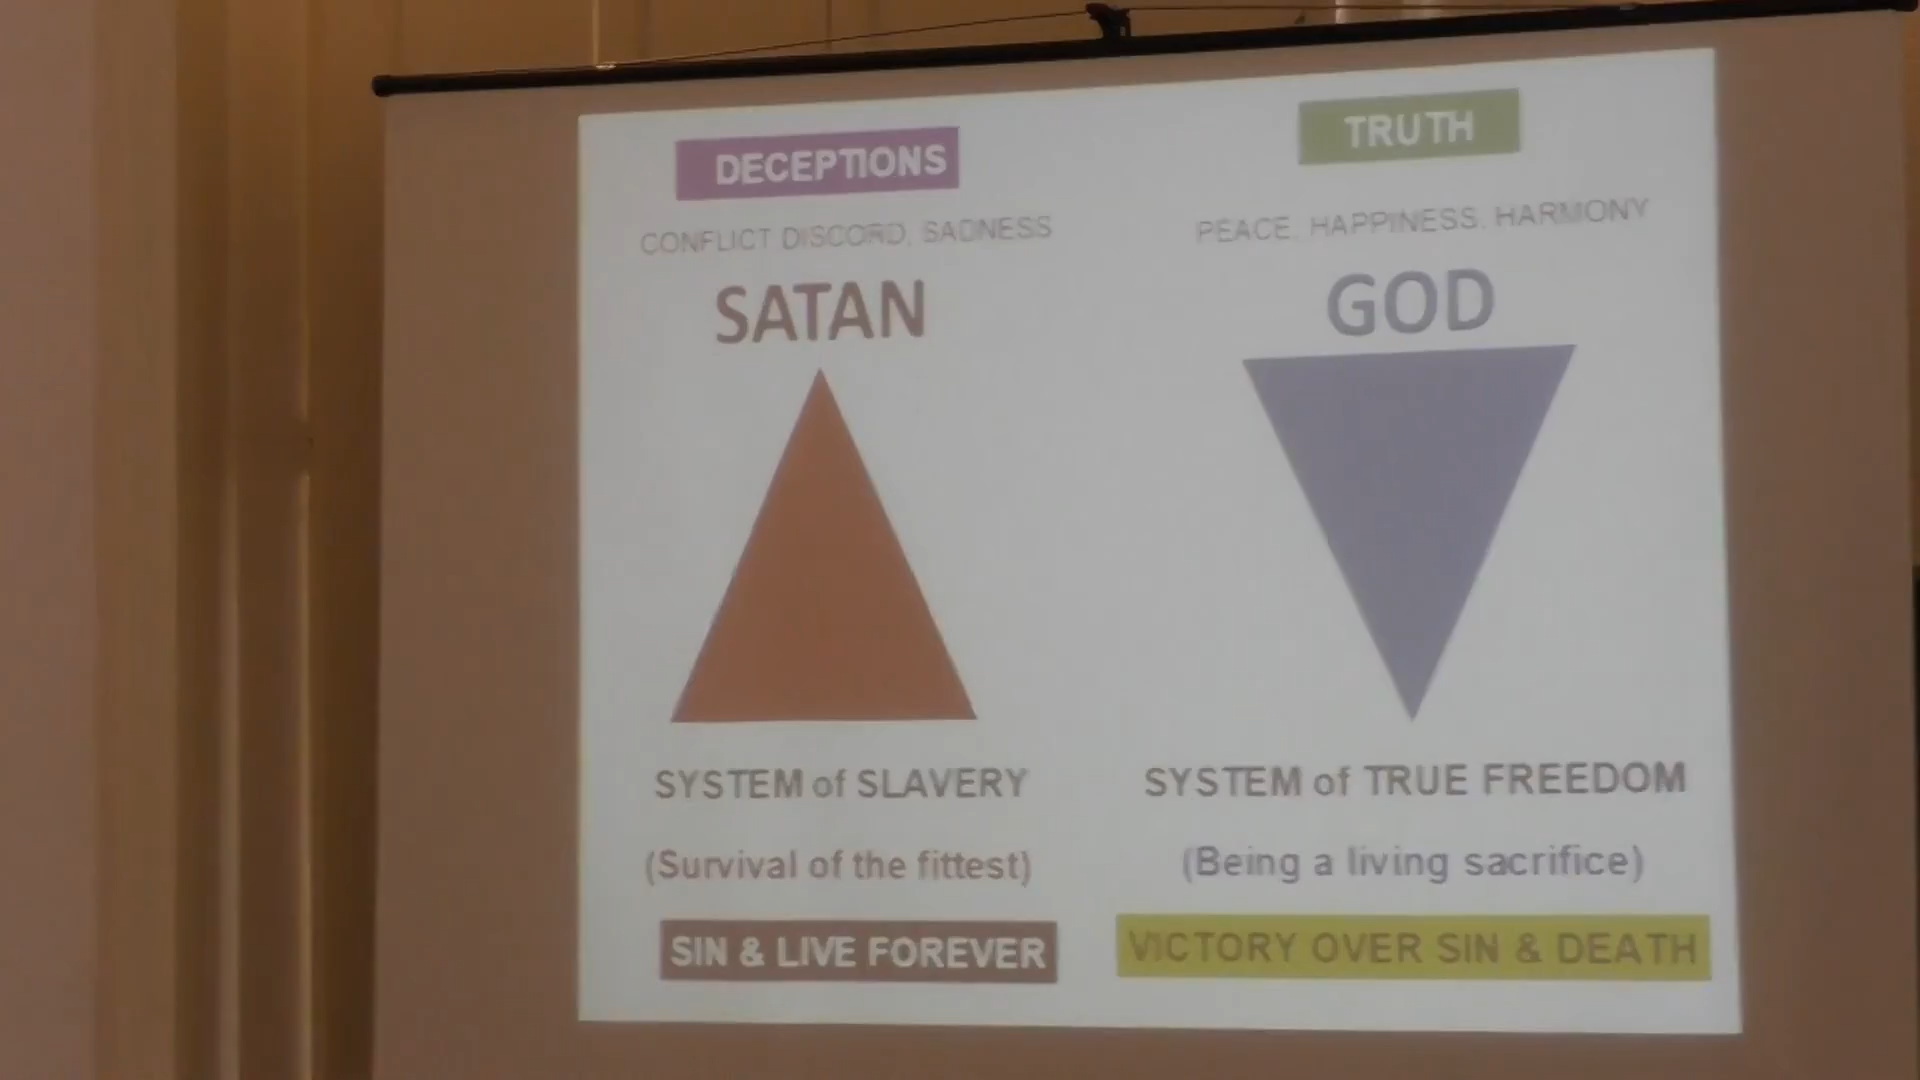 DECEPTIONS
CONFLICT DISCORD, SADNESS
SATAN
SYSTEM of SLAVERY
(Survival of the fittest)
SIN & LIVE FOREVER
TRUTH
PEACE, HAPPINESS, HARMONY
GOD
SYSTEM of TRUE FREEDOM
(Being a living sacrifice)
VICTORY OVER SIN & DEATH